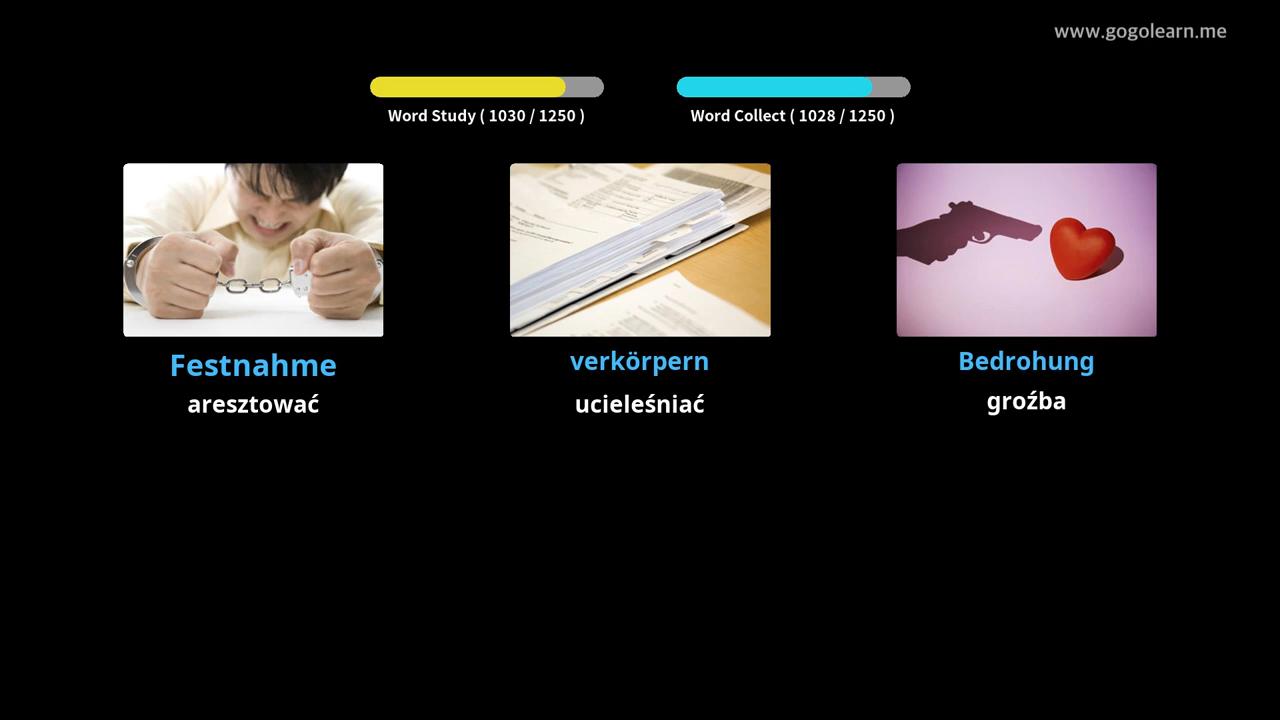 www.gogolearn.me
Word Study ( 1030 / 1250 )
Word Collect ( 1028 / 1250 )
Festnahme
aresztować
verkörpern
ucieleśniać
Bedrohung
groźba